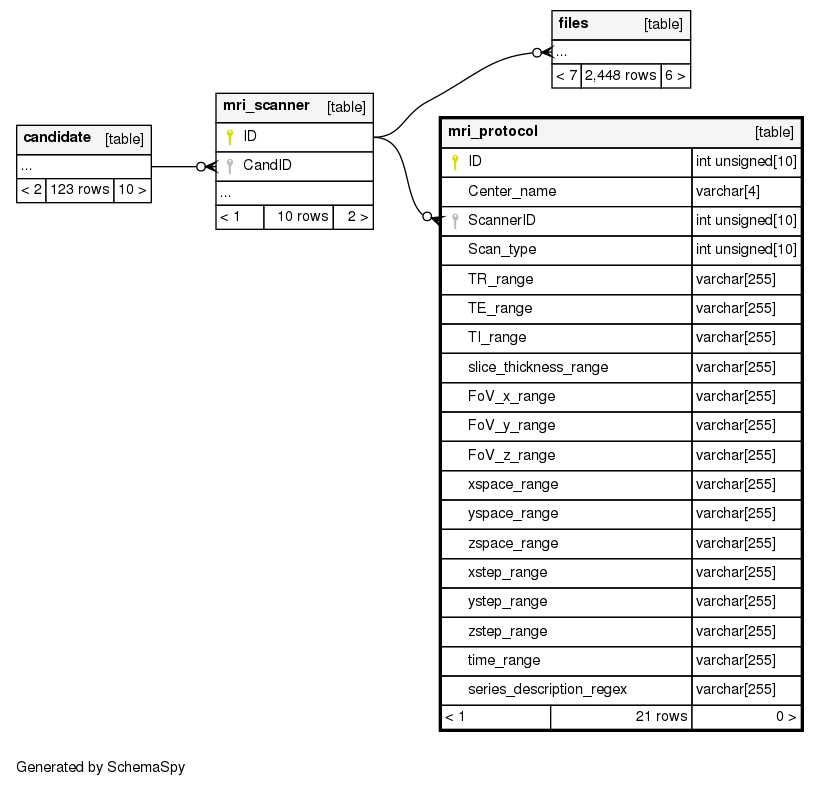 files [table]
...
< 7 2,448 rows 6 >
mri_scanner [table]
ID
CandID
...
< 1 10 rows 2 >
candidate [table]
...
< 2 123 rows 10 >
mri_protocol [table]
ID int unsigned[10]
Center_name varchar[4]
ScannerID int unsigned[10]
Scan_type int unsigned[10]
TR_range varchar[255]
TE_range varchar[255]
TI_range varchar[255]
slice_thickness_range varchar[255]
FoV_x_range varchar[255]
FoV_y_range varchar[255]
FoV_z_range varchar[255]
xspace_range varchar[255]
yspace_range varchar[255]
zspace_range varchar[255]
xstep_range varchar[255]
ystep_range varchar[255]
zstep_range varchar[255]
time_range varchar[255]
series_description_regex varchar[255]
< 1 21 rows 0 >
Generated by SchemaSpy